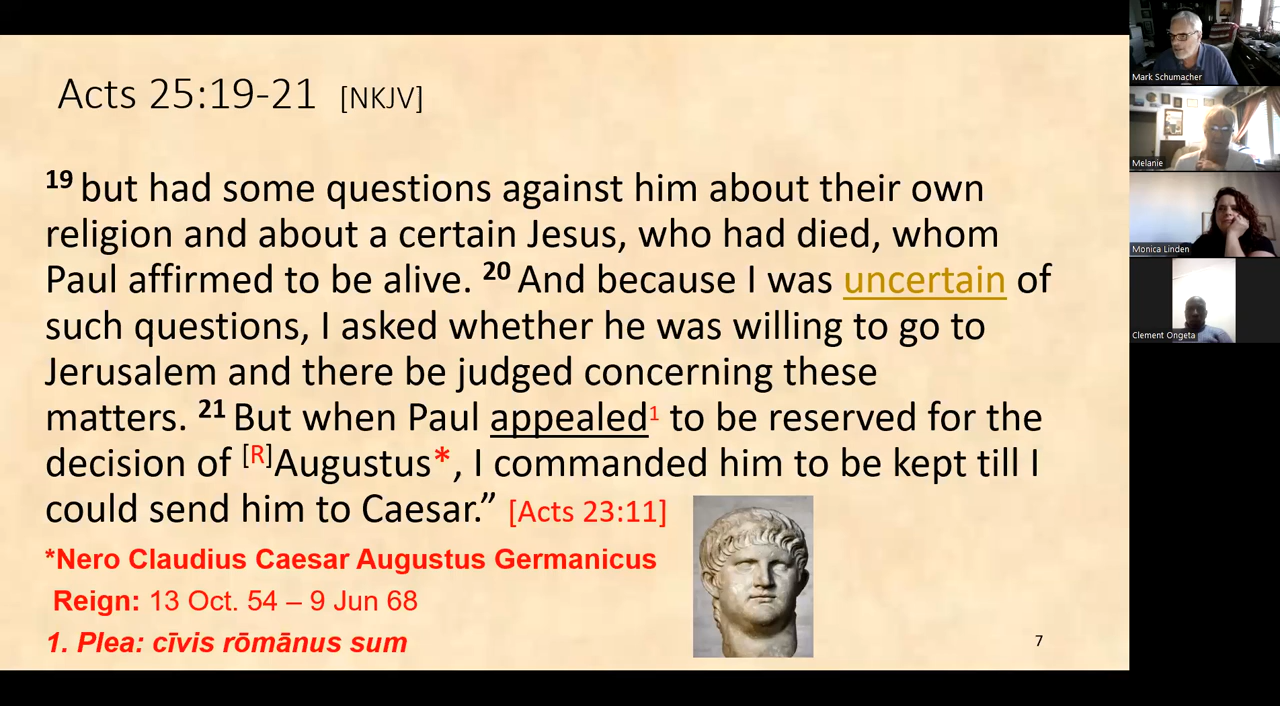 Acts 25:19-21 [NKJV]
19 but had some questions against him about their own
religion and about a certain Jesus, who had died, whom
Paul affirmed to be alive. 20 And because I was uncertain of
such questions, I asked whether he was willing to go to
Jerusalem and there be judged concerning these
matters. 21 But when Paul appealed1 to be reserved for the
decision of [R]Augustus*, I commanded him to be kept till I
could send him to Caesar.” [Acts 23:11]
*Nero Claudius Caesar Augustus Germanicus
Reign: 13 Oct. 54 – 9 Jun 68
1. Plea: cīvis rōmānus sum
7
Mark Schumacher
Melanie
Monica Linden
Clement Ongeta